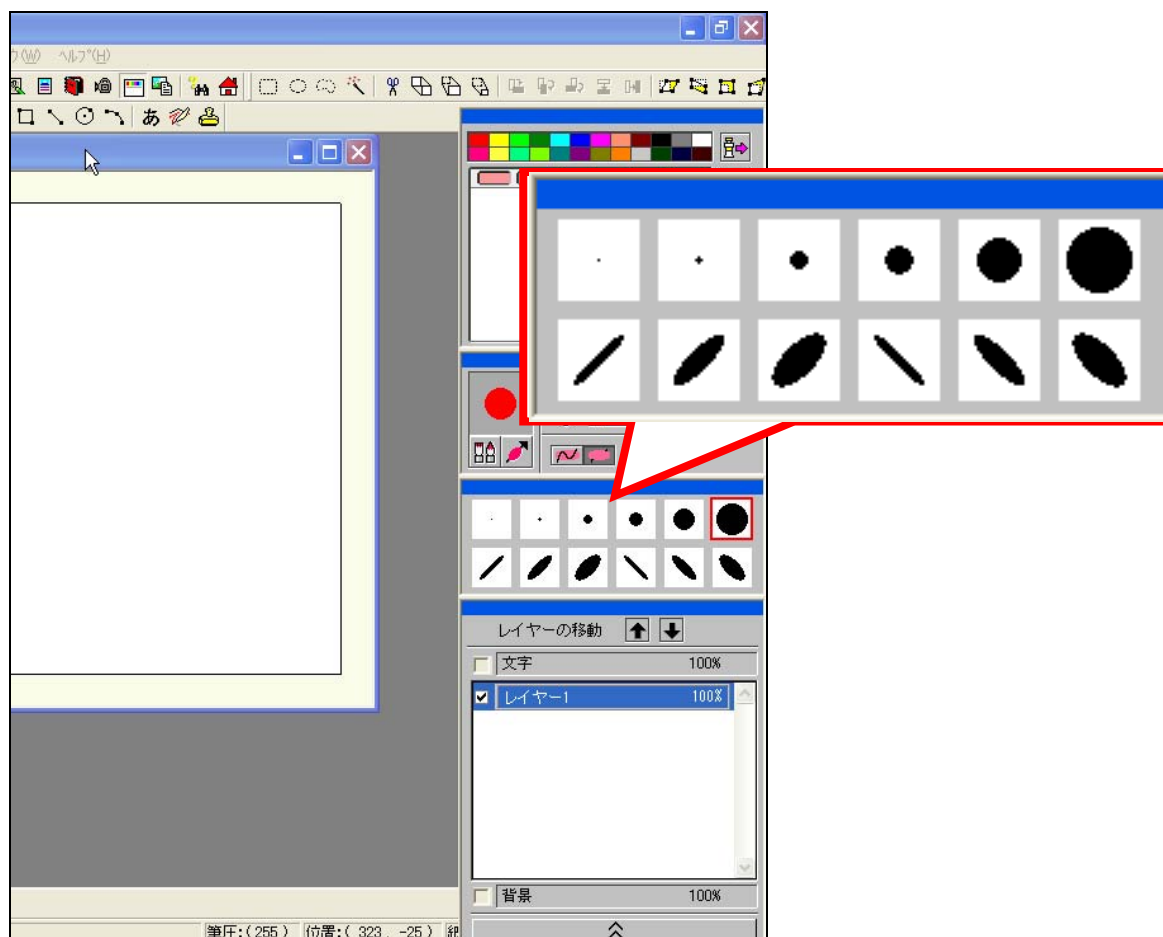 ﾍﾙﾌﾟ(H)
あ
レイヤーの移動
文字 100%
レイヤー1 100%
背景 100%
筆圧:(255) 位置:( 323, -25)